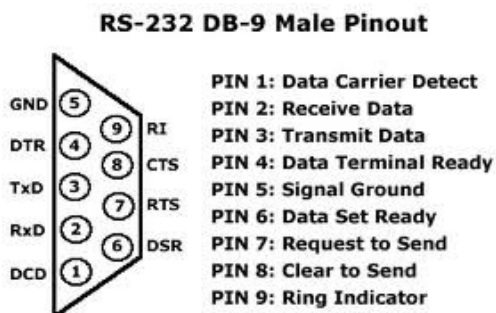 RS-232 DB-9 Male Pinout
GND 5
9 RI
DTR 4
8 CTS
TxD 3
7 RTS
RxD 2
6 DSR
DCD 1
PIN 1: Data Carrier Detect
PIN 2: Receive Data
PIN 3: Transmit Data
PIN 4: Data Terminal Ready
PIN 5: Signal Ground
PIN 6: Data Set Ready
PIN 7: Request to Send
PIN 8: Clear to Send
PIN 9: Ring Indicator